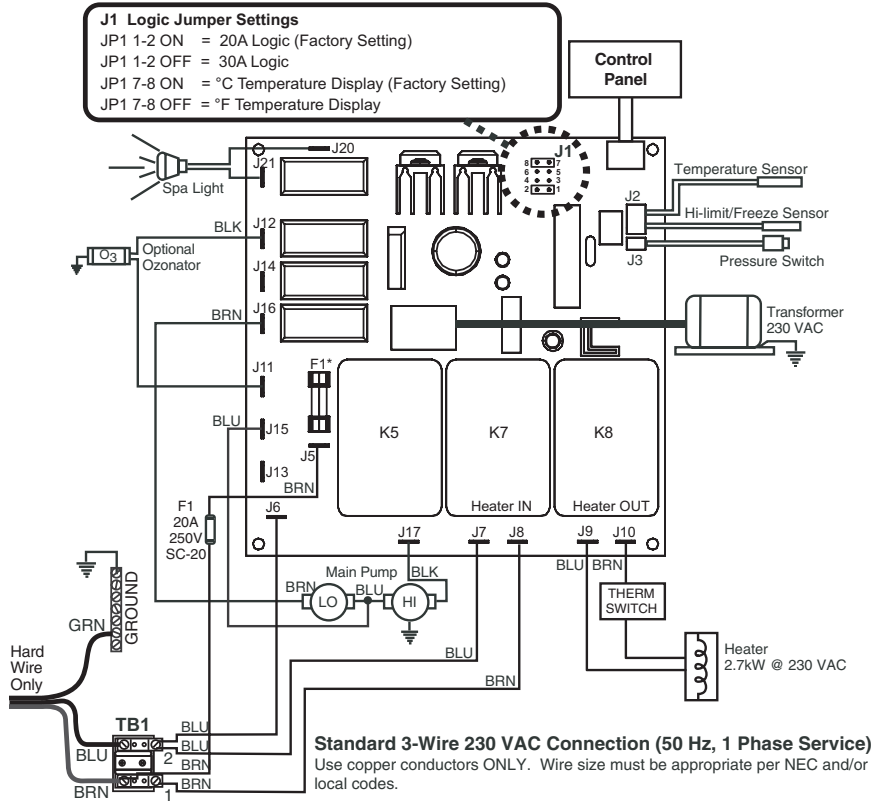 J1 Logic Jumper Settings
JP1 1-2 ON = 20A Logic (Factory Setting)
JP1 1-2 OFF = 30A Logic
JP1 7-8 ON = °C Temperature Display (Factory Setting)
JP1 7-8 OFF = °F Temperature Display
Control
Panel
J20
J21
Spa Light
J1
8 7
6 5
4 3
2 1
Temperature Sensor
J2
Hi-limit/Freeze Sensor
J3
Pressure Switch
BLK
J12
O3
Optional
Ozonator
J14
BRN
J16
Transformer
230 VAC
J11
F1*
BLU
J15
J5
K5
K7
K8
J13
BRN
F1
20A
250V
SC-20
J6
Heater IN
Heater OUT
J17
J7
J8
J9
J10
BLU
BRN
Main Pump
BLK
BRN
LO
BLU
HI
THERM
SWITCH
GROUND
GRN
Hard
Wire
Only
BLU
Heater
2.7kW @ 230 VAC
BRN
TB1
BLU
BLU
BLU
2
BRN
BRN
1
BRN
Standard 3-Wire 230 VAC Connection (50 Hz, 1 Phase Service)
Use copper conductors ONLY. Wire size must be appropriate per NEC and/or
local codes.